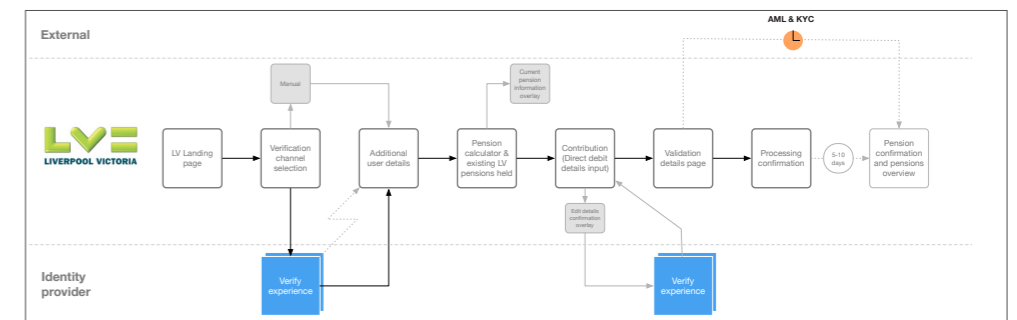 AML & KYC
External
Manual
Current
pension
information
overlay
LV=
LIVERPOOL VICTORIA
LV Landing
page
Verification
channel
selection
Additional
user details
Pension
calculator &
existing LV
pensions held
Contribution
(Direct debit
details input)
Validation
details page
Processing
confirmation
5-10
days
Pension
confirmation
and pensions
overview
Edit details
confirmation
overlay
Identity
provider
Verify
experience
Verify
experience